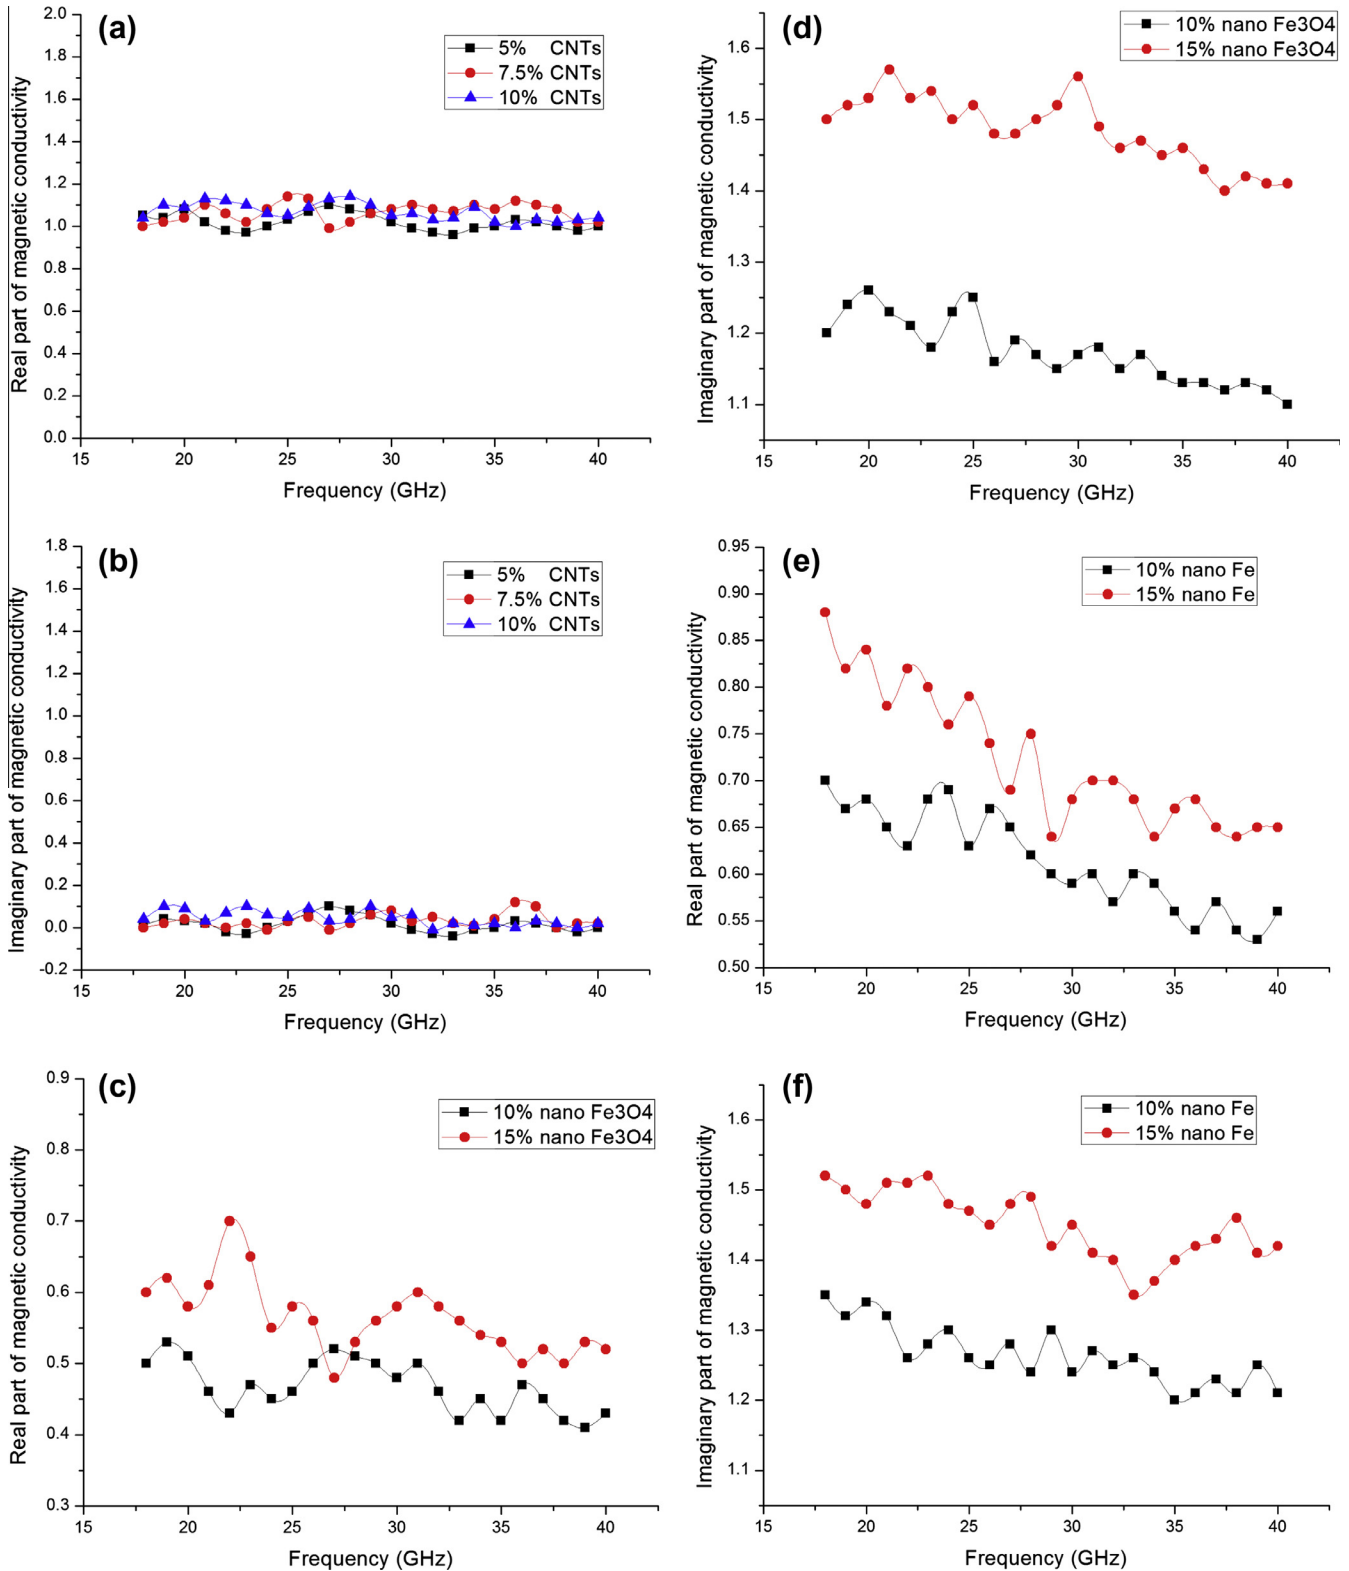 (a)
5% CNTs
7.5% CNTs
10% CNTs
2.0
1.8
1.6
1.4
1.2
1.0
0.8
0.6
0.4
0.2
0.0
15 20 25 30 35 40
Real part of magnetic conductivity
Frequency (GHz)
(b)
5% CNTs
7.5% CNTs
10% CNTs
1.8
1.6
1.4
1.2
1.0
0.8
0.6
0.4
0.2
0.0
-0.2
15 20 25 30 35 40
Imaginary part of magnetic conductivity
Frequency (GHz)
(c)
10% nano Fe3O4
15% nano Fe3O4
0.9
0.8
0.7
0.6
0.5
0.4
0.3
15 20 25 30 35 40
Real part of magnetic conductivity
Frequency (GHz)
(d)
10% nano Fe3O4
15% nano Fe3O4
1.6
1.5
1.4
1.3
1.2
1.1
15 20 25 30 35 40
Imaginary part of magnetic conductivity
Frequency (GHz)
(e)
10% nano Fe
15% nano Fe
0.95
0.90
0.85
0.80
0.75
0.70
0.65
0.60
0.55
0.50
15 20 25 30 35 40
Real part of magnetic conductivity
Frequency (GHz)
(f)
10% nano Fe
15% nano Fe
1.6
1.5
1.4
1.3
1.2
1.1
15 20 25 30 35 40
Imaginary part of magnetic conductivity
Frequency (GHz)